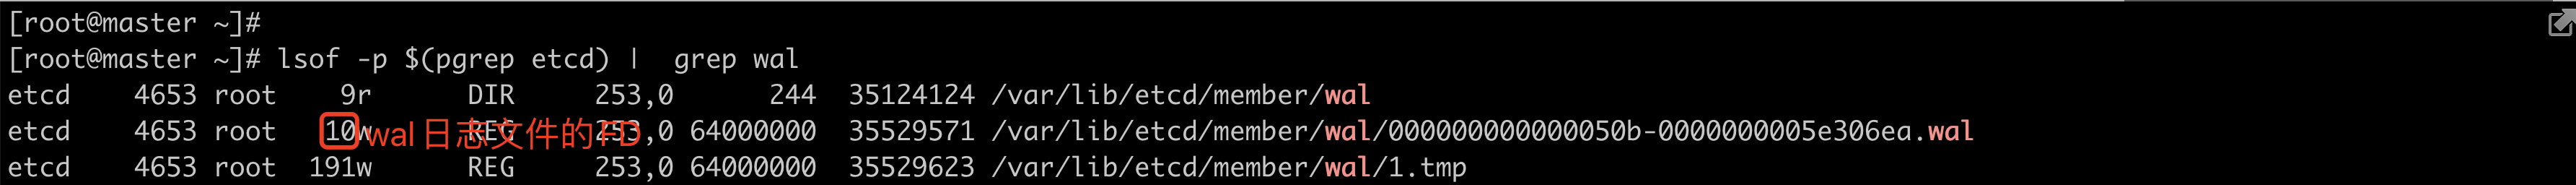 [root@master ~]#
[root@master ~]# lsof -p $(pgrep etcd) |  grep wal
etcd    4653 root    9r      DIR     253,0      244  35124124 /var/lib/etcd/member/wal
etcd    4653 root   10w      REG     253,0 64000000  35529571 /var/lib/etcd/member/wal/000000000000050b-0000000005e306ea.wal
wal日志文件的FD
etcd    4653 root  191w      REG     253,0 64000000  35529623 /var/lib/etcd/member/wal/1.tmp